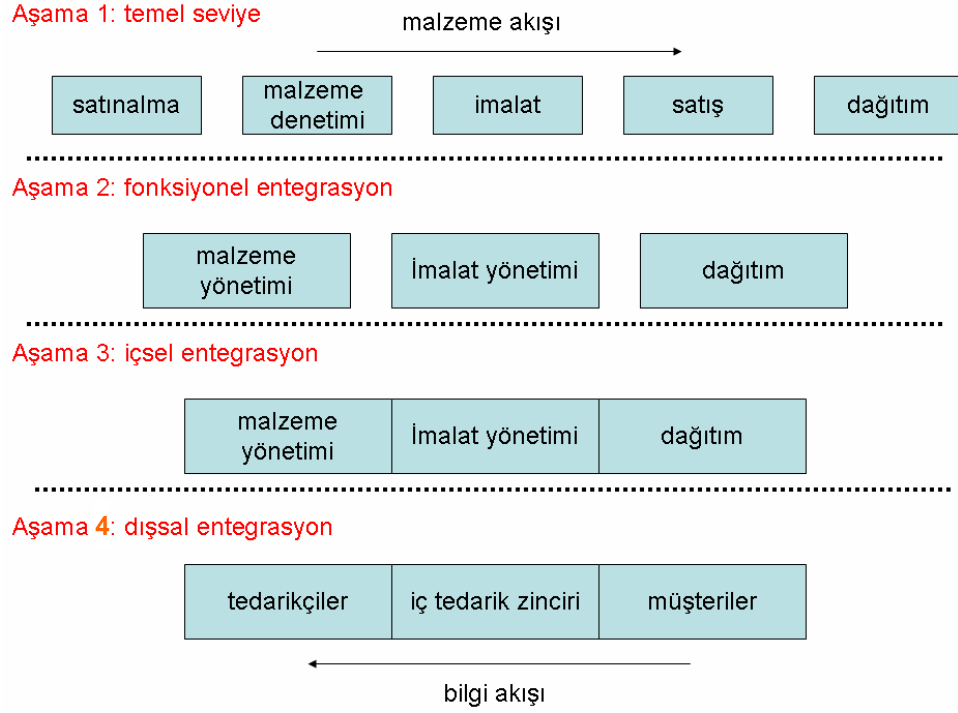 Aşama 1: temel seviye
malzeme akışı
satınalma
malzeme
denetimi
imalat
satış
dağıtım
Aşama 2: fonksiyonel entegrasyon
malzeme
yönetimi
İmalat yönetimi
dağıtım
Aşama 3: içsel entegrasyon
malzeme
yönetimi
İmalat yönetimi
dağıtım
Aşama 4: dışsal entegrasyon
tedarikçiler
iç tedarik zinciri
müşteriler
bilgi akışı